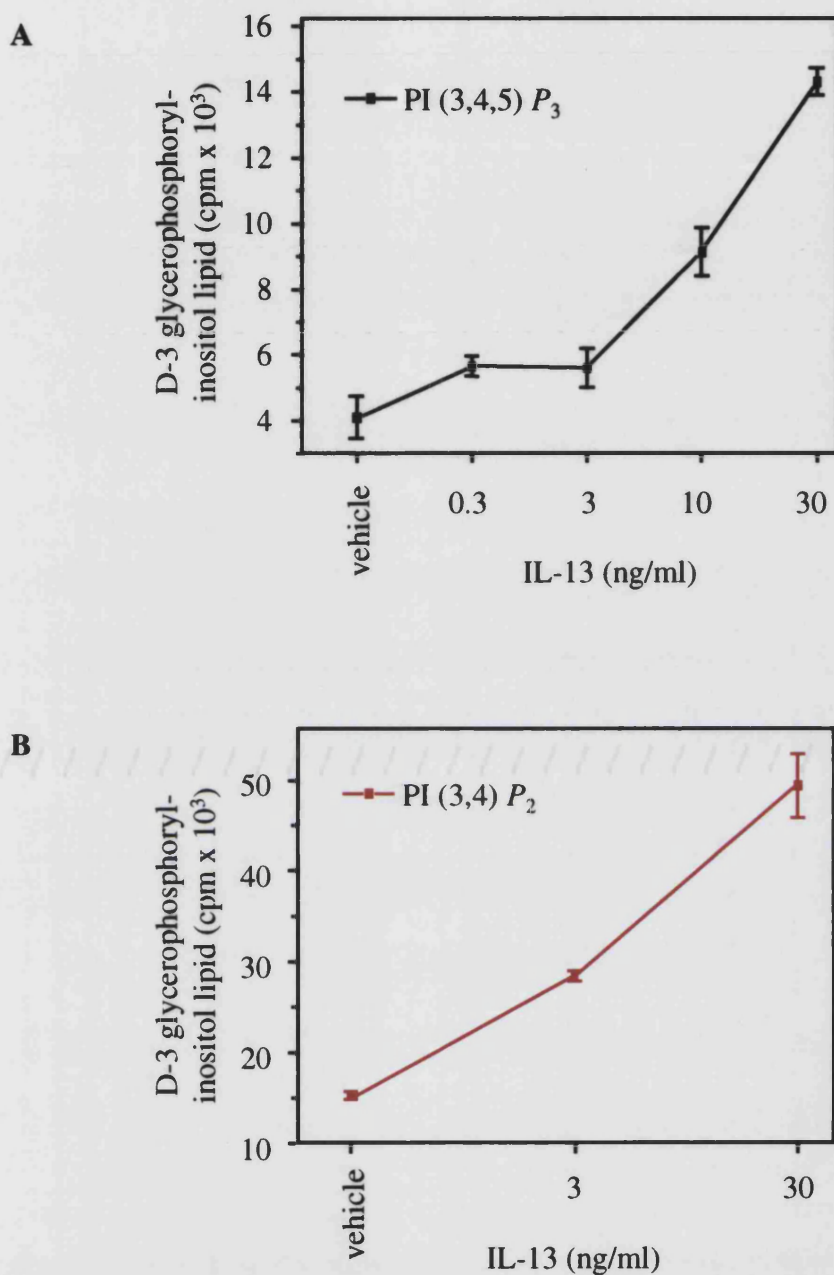 A
D-3 glycerophosphoryl-
inositol lipid (cpm x 10³)
16
14
12
10
8
6
4
PI (3,4,5) P₃
vehicle
0.3
3
10
30
IL-13 (ng/ml)
B
D-3 glycerophosphoryl-
inositol lipid (cpm x 10³)
50
40
30
20
10
PI (3,4) P₂
vehicle
3
30
IL-13 (ng/ml)